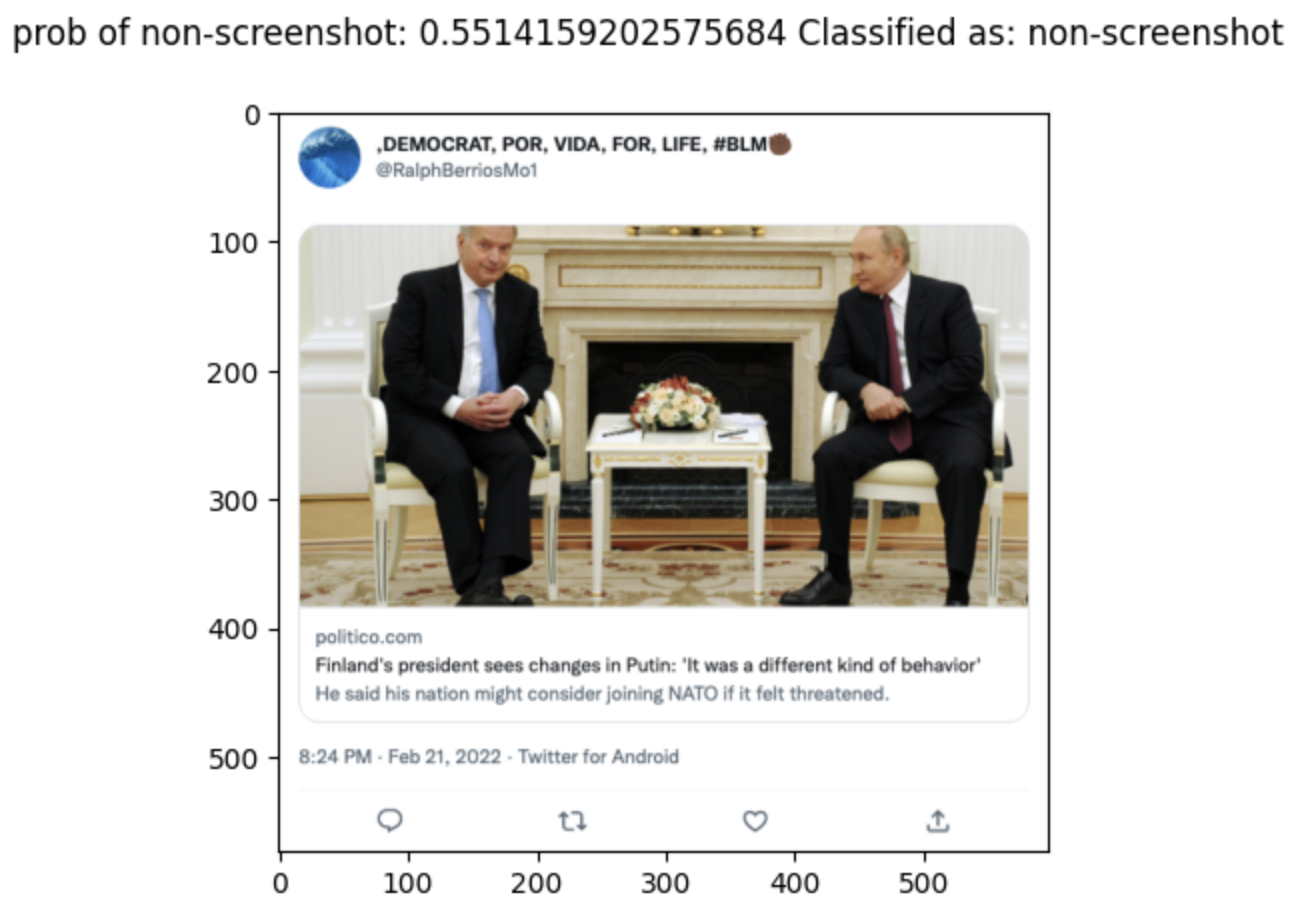 prob of non-screenshot: 0.5514159202575684 Classified as: non-screenshot
0
,DEMOCRAT, POR, VIDA, FOR, LIFE, #BLM✊🏾
@RalphBerriosMo1
100
200
300
400
politico.com
Finland's president sees changes in Putin: 'It was a different kind of behavior'
He said his nation might consider joining NATO if it felt threatened.
500
8:24 PM · Feb 21, 2022 · Twitter for Android
0 100 200 300 400 500